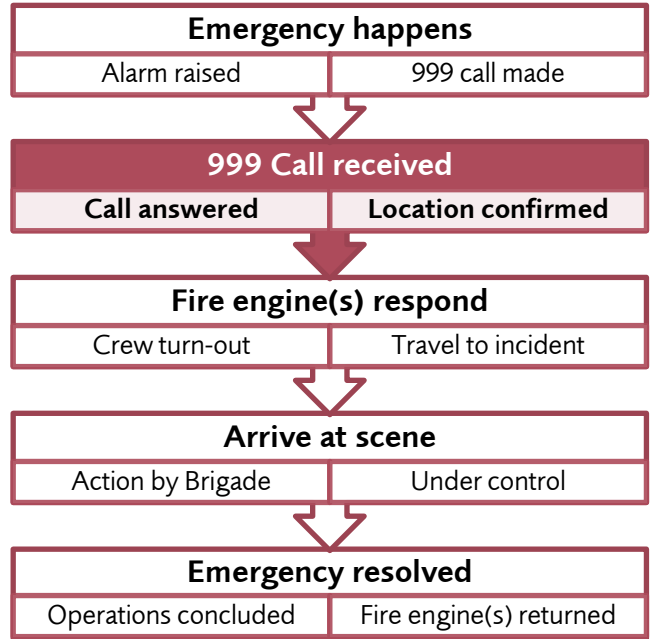 Emergency happens
Alarm raised 999 call made
999 Call received
Call answered Location confirmed
Fire engine(s) respond
Crew turn-out Travel to incident
Arrive at scene
Action by Brigade Under control
Emergency resolved
Operations concluded Fire engine(s) returned